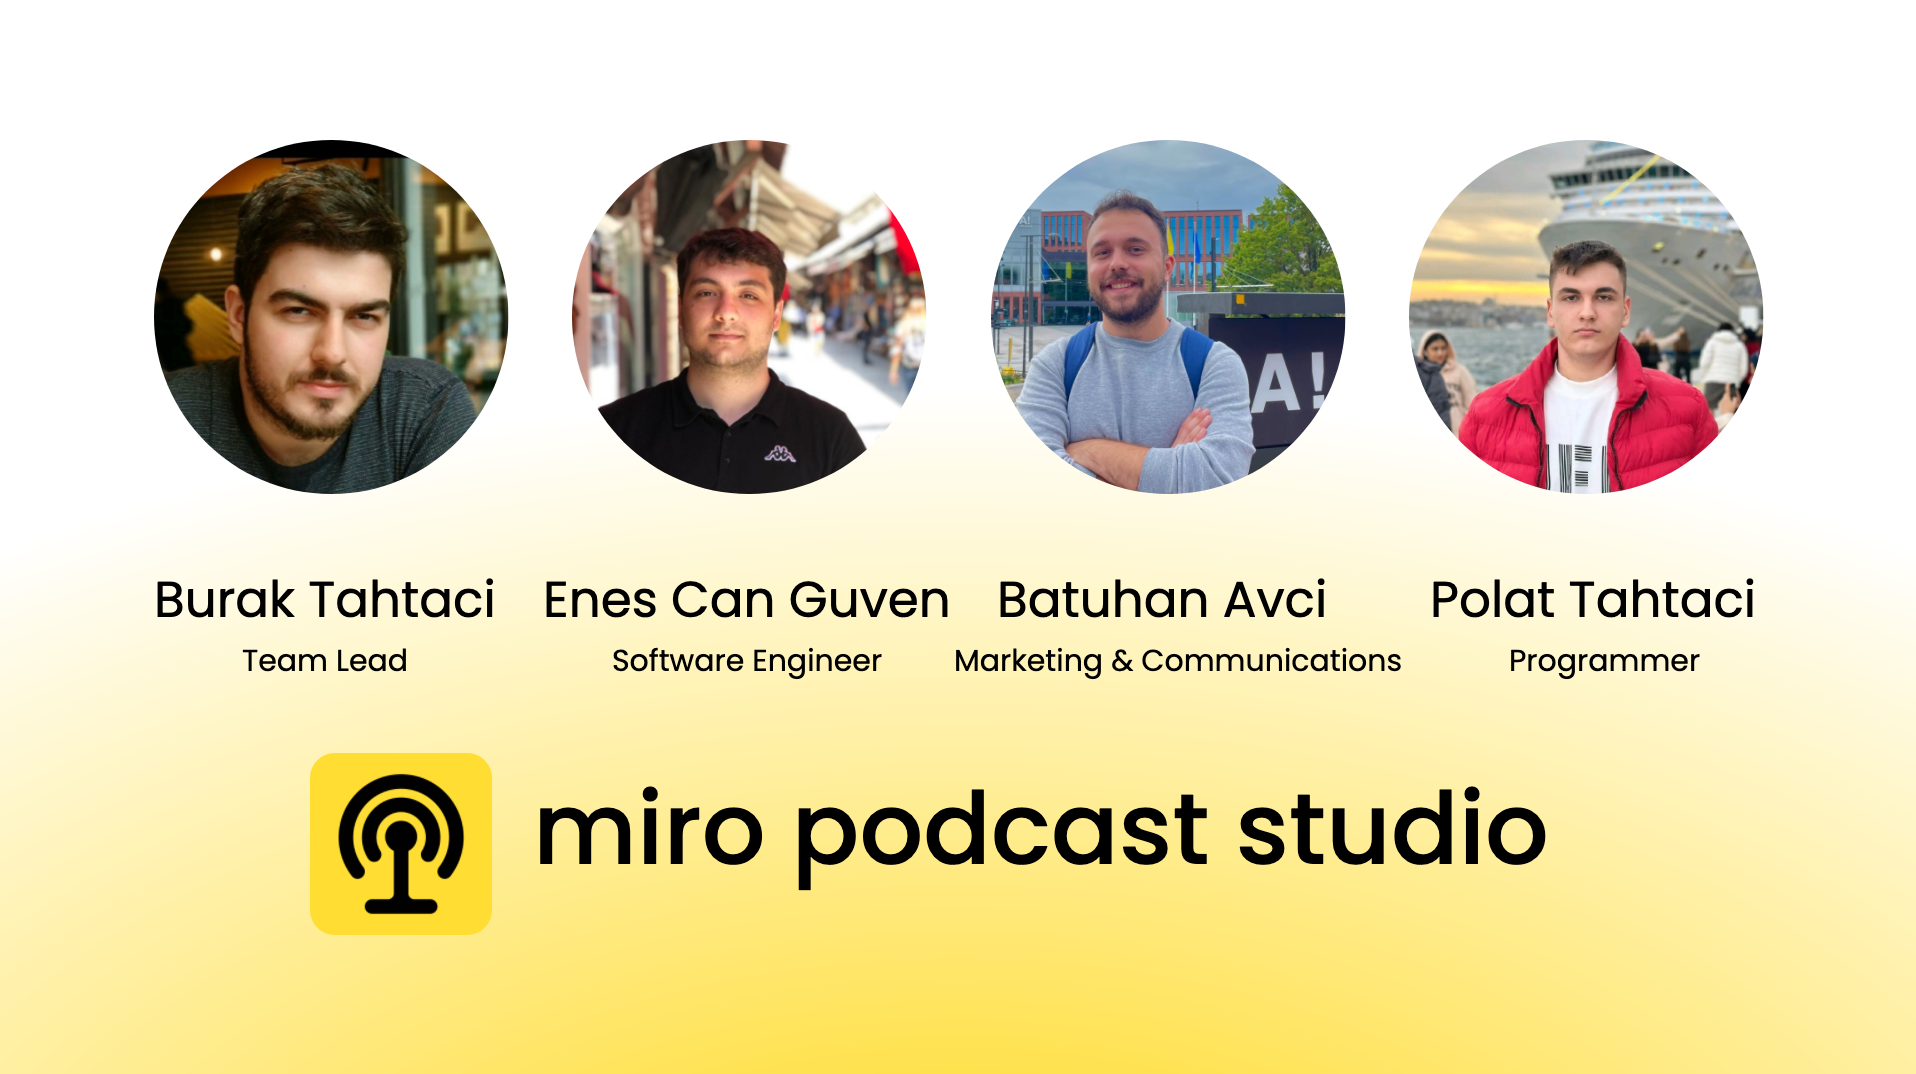 A!
Burak Tahtaci
Enes Can Guven
Batuhan Avci
Polat Tahtaci
Team Lead
Software Engineer
Marketing & Communications
Programmer
miro podcast studio